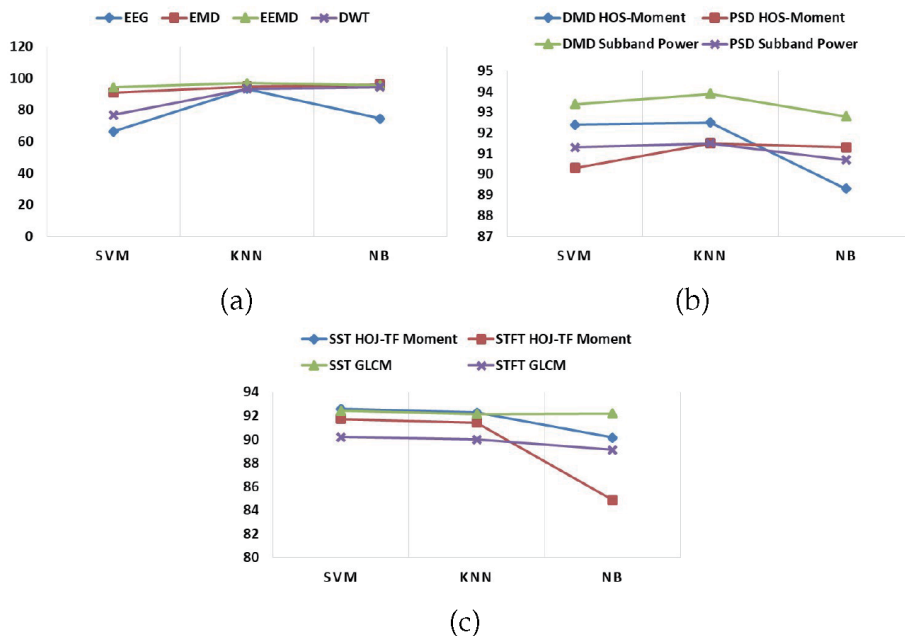 EEG EMD EEMD DWT
120
100
80
60
40
20
0
SVM KNN NB
(a)
DMD HOS-Moment PSD HOS-Moment
DMD Subband Power PSD Subband Power
95
94
93
92
91
90
89
88
87
SVM KNN NB
(b)
SST HOJ-TF Moment STFT HOJ-TF Moment
SST GLCM STFT GLCM
94
92
90
88
86
84
82
80
SVM KNN NB
(c)